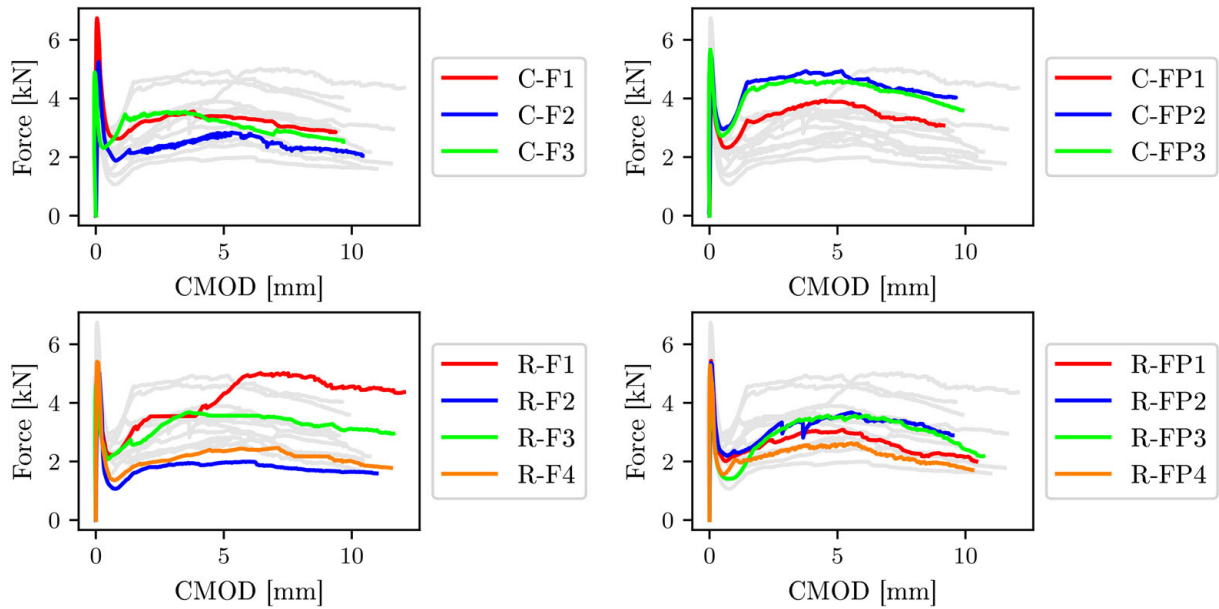 6
4
2
0
Force [kN]
0
5
10
CMOD [mm]
C-F1
C-F2
C-F3
6
4
2
0
Force [kN]
0
5
10
CMOD [mm]
C-FP1
C-FP2
C-FP3
6
4
2
0
Force [kN]
0
5
10
CMOD [mm]
R-F1
R-F2
R-F3
R-F4
6
4
2
0
Force [kN]
0
5
10
CMOD [mm]
R-FP1
R-FP2
R-FP3
R-FP4